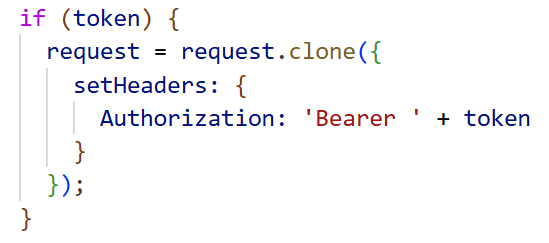 if (token) {
  request = request.clone({
    setHeaders: {
      Authorization: 'Bearer ' + token
    }
  });
}